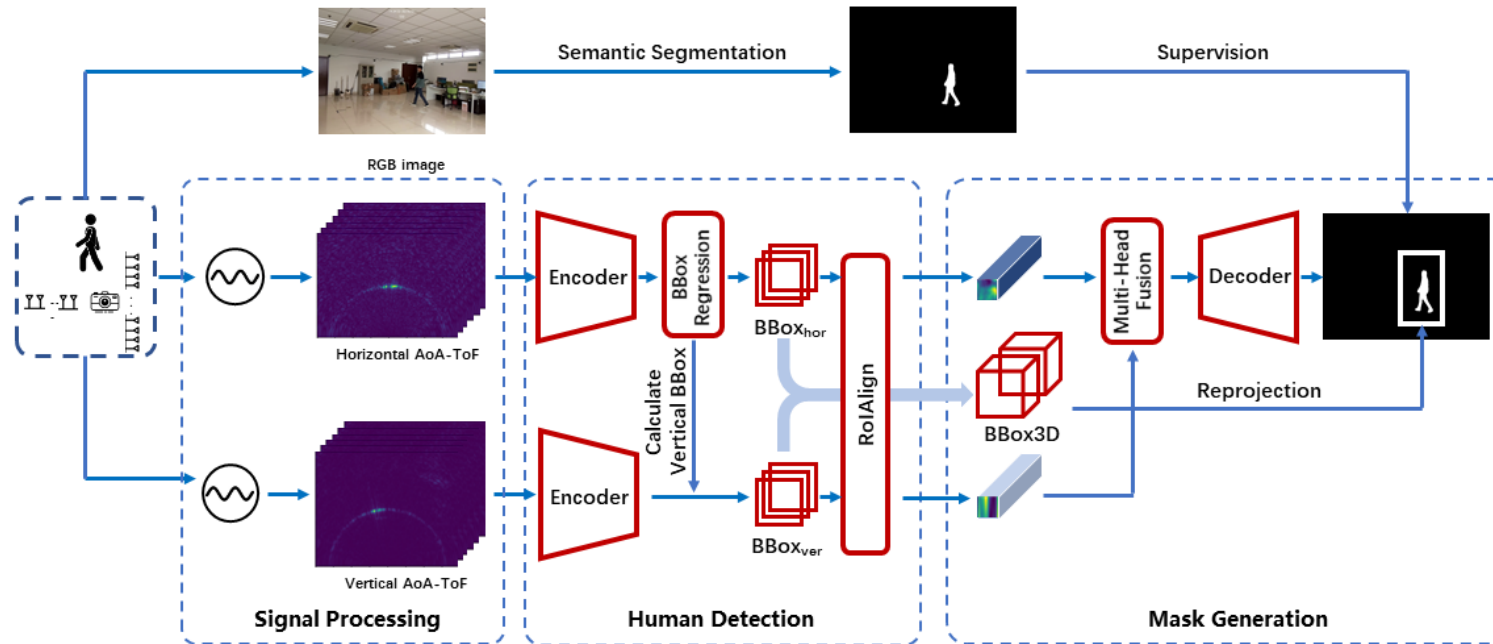 Semantic Segmentation
Supervision
RGB image
Horizontal AoA-ToF
Encoder
BBox
Regression
BBoxhor
Calculate
Vertical BBox
RoIAlign
Multi-Head
Fusion
Decoder
BBox3D
Reprojection
Encoder
BBoxver
Vertical AoA-ToF
Signal Processing
Human Detection
Mask Generation